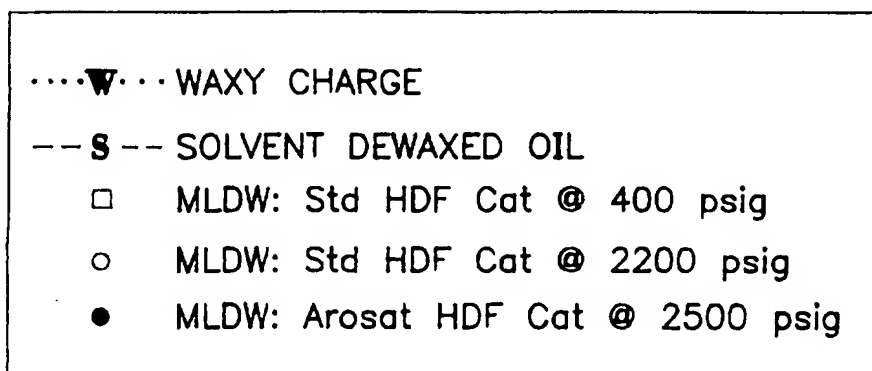 ····W··· WAXY CHARGE
--S-- SOLVENT DEWAXED OIL
□ MLDW: Std HDF Cat @ 400 psig
○ MLDW: Std HDF Cat @ 2200 psig
● MLDW: Arosat HDF Cat @ 2500 psig